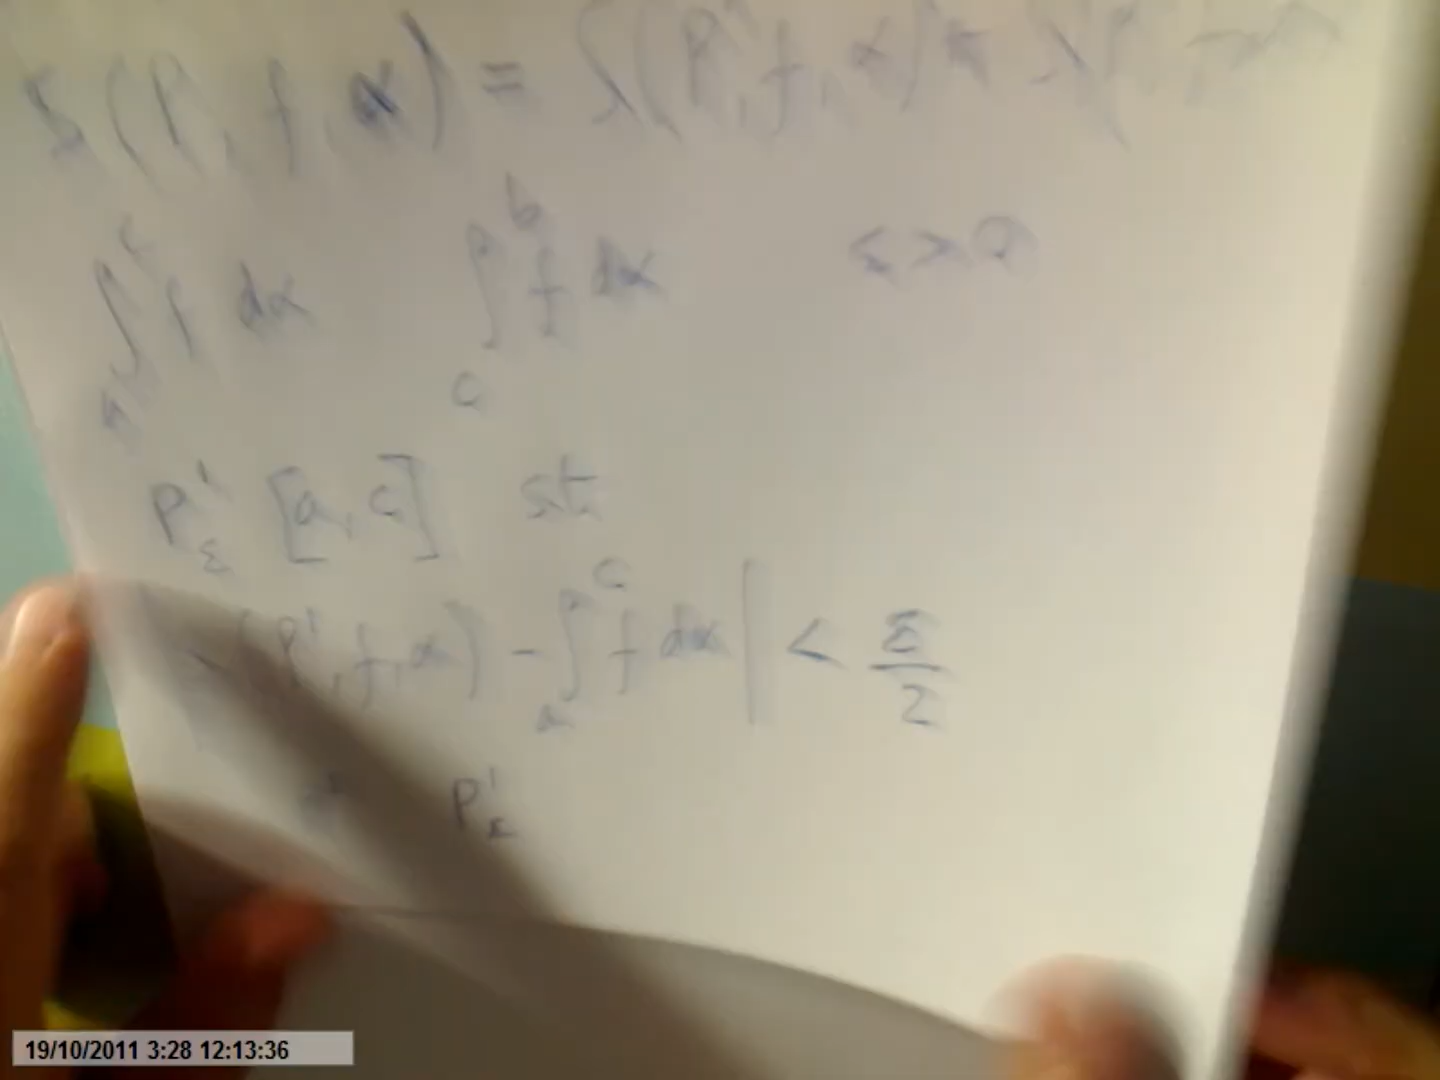 S(P, f, α) = S(P', f, α) +
∫_a^c f dα ∫_c^b f dα ε > 0
P'_ε [a, c] st
(P', f, α) - ∫_a^c f dα | < ε/2
P'_ε
19/10/2011 3:28 12:13:36